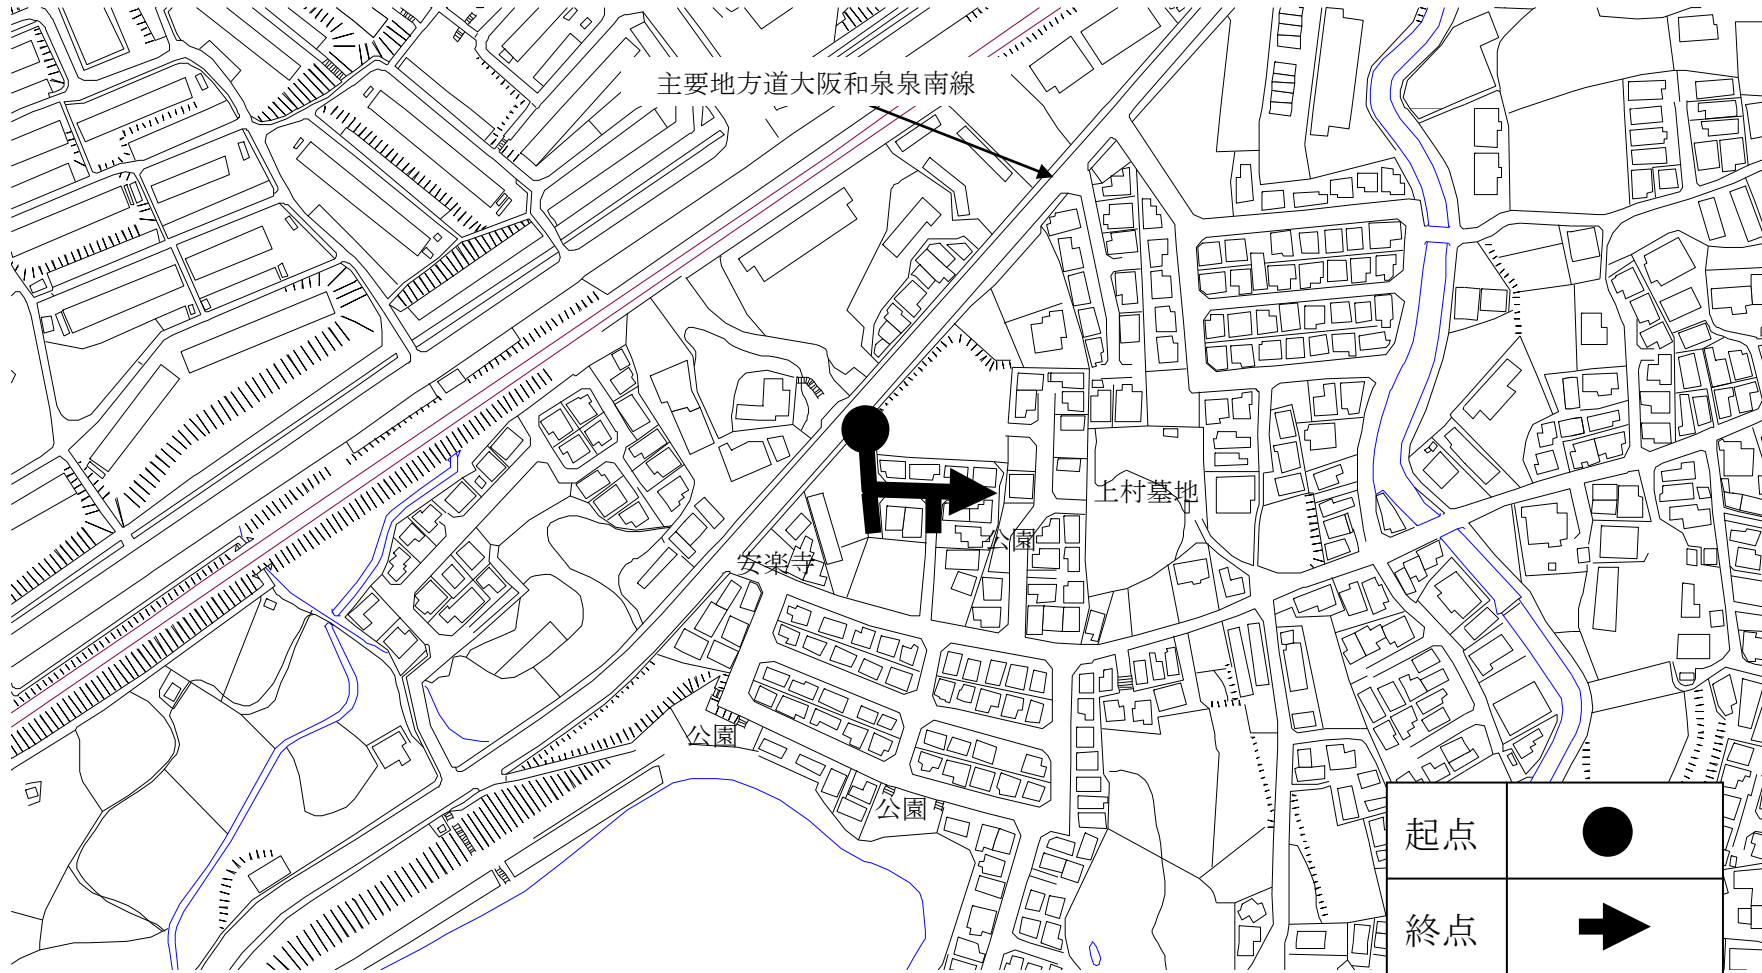 主要地方道大阪和泉泉南線
上村墓地
公園
安楽寺
公園
公園
起点
終点